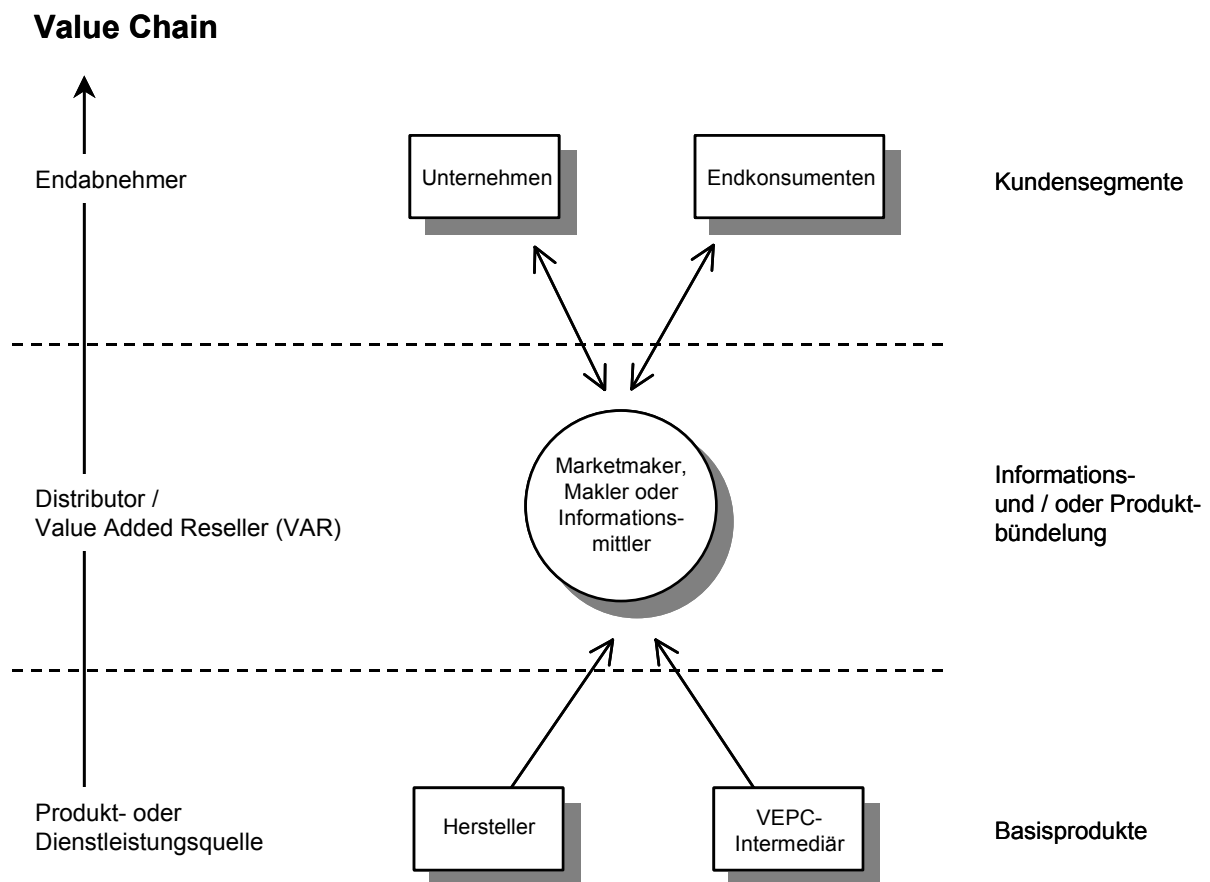 Value Chain
Endabnehmer
Unternehmen
Endkonsumenten
Kundensegmente
Distributor /
Value Added Reseller (VAR)
Marketmaker,
Makler oder
Informations-
mittler
Informations-
und / oder Produkt-
bündelung
Produkt- oder
Dienstleistungsquelle
Hersteller
VEPC-
Intermediär
Basisprodukte